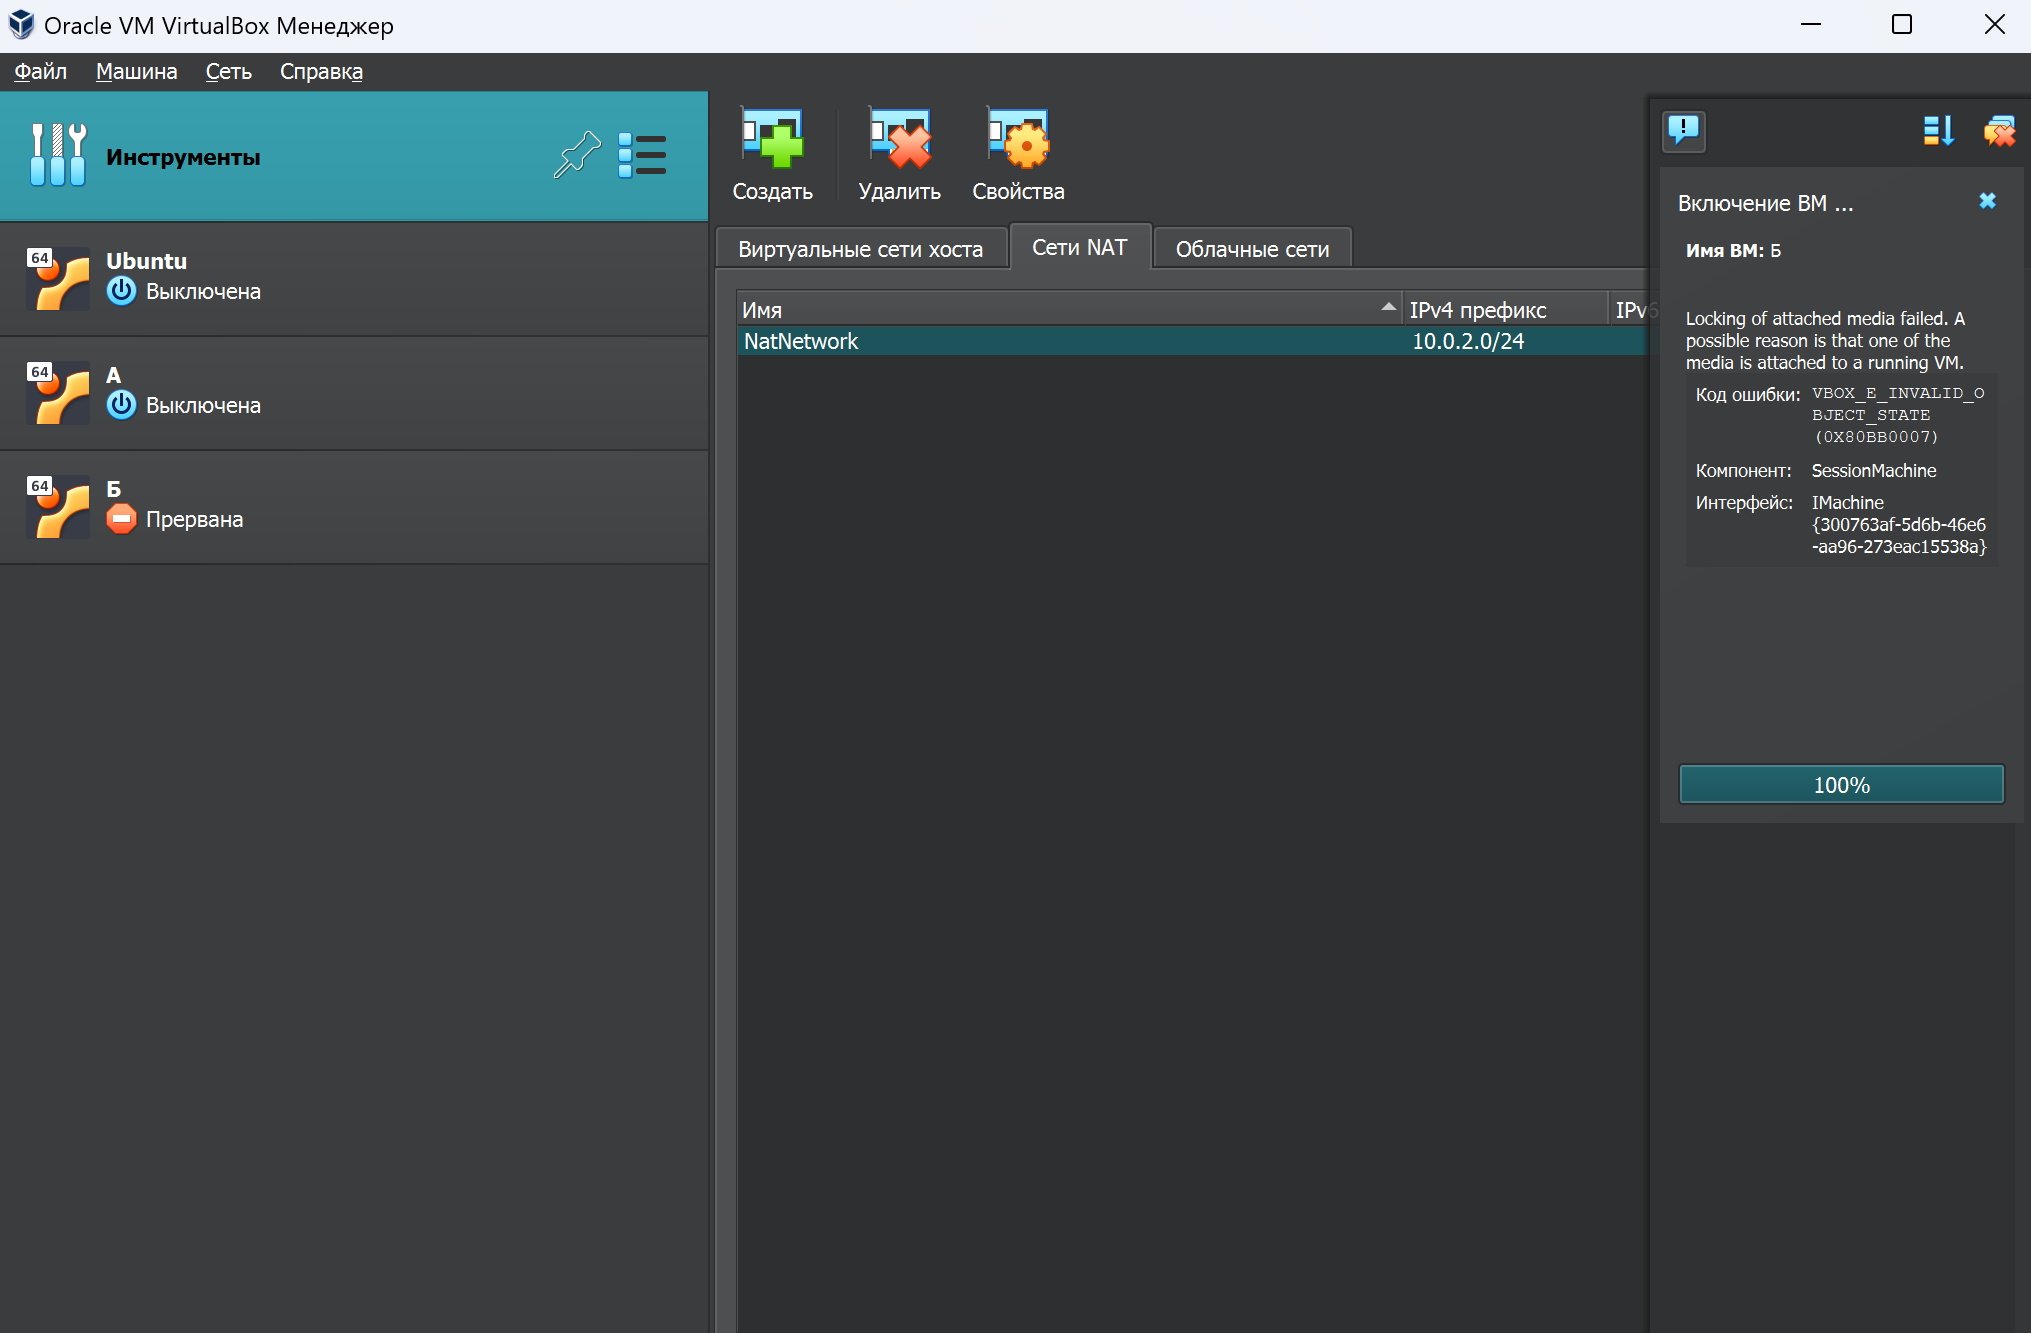 Oracle VM VirtualBox Менеджер
Файл Машина Сеть Справка
Инструменты
64
Ubuntu
Выключена
64
А
Выключена
64
Б
Прервана
Создать Удалить Свойства
Виртуальные сети хоста Сети NAT Облачные сети
Имя IPv4 префикс IPv6
NatNetwork 10.0.2.0/24
Включение ВМ ...
Имя ВМ: Б
Locking of attached media failed. A
possible reason is that one of the
media is attached to a running VM.
Код ошибки: VBOX_E_INVALID_O
BJECT_STATE
(0X80BB0007)
Компонент: SessionMachine
Интерфейс: IMachine
{300763af-5d6b-46e6
-aa96-273eac15538a}
100%